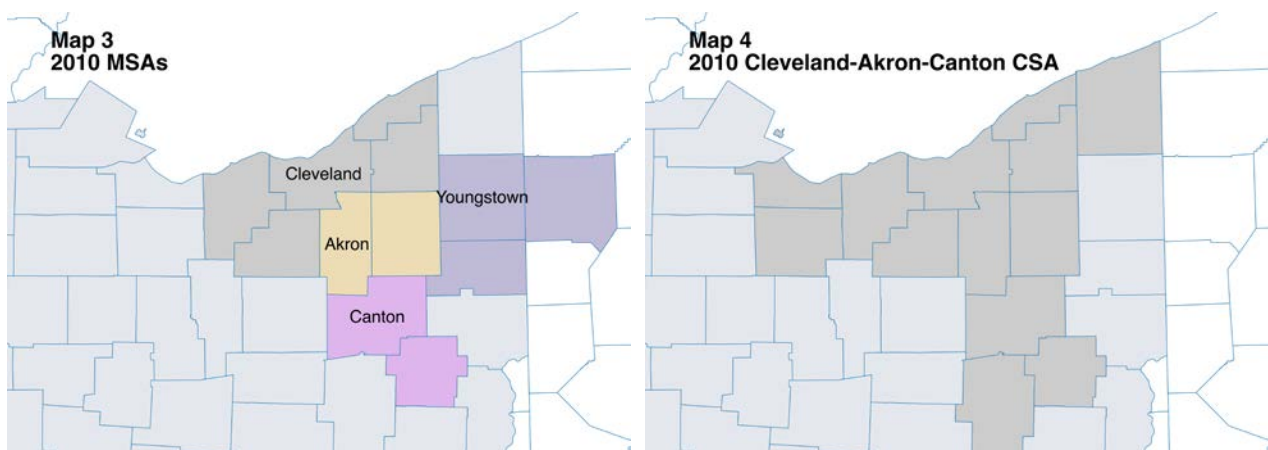 Map 3
2010 MSAs
Cleveland
Youngstown
Akron
Canton
Map 4
2010 Cleveland-Akron-Canton CSA